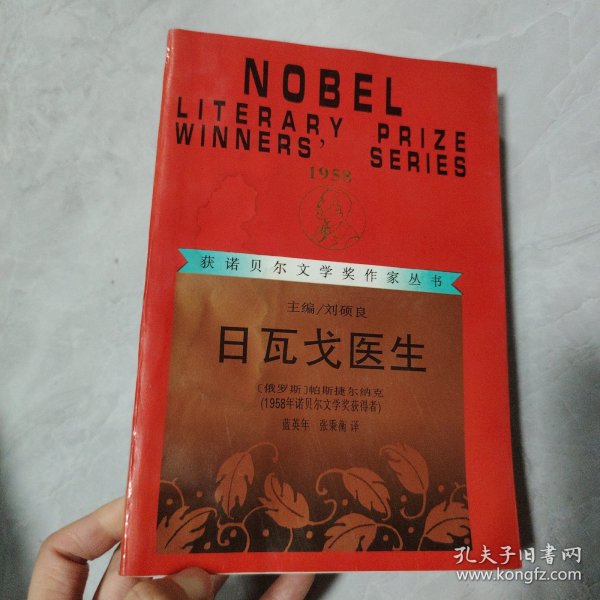 NOBEL
LITERARY PRIZE
WINNERS' SERIES
1958
获诺贝尔文学奖作家丛书
主编/刘硕良
日瓦戈医生
〔俄罗斯〕帕斯捷尔纳克
(1958年诺贝尔文学奖获得者)
蓝英年 张秉衡 译
孔夫子旧书网
www.kongfz.com